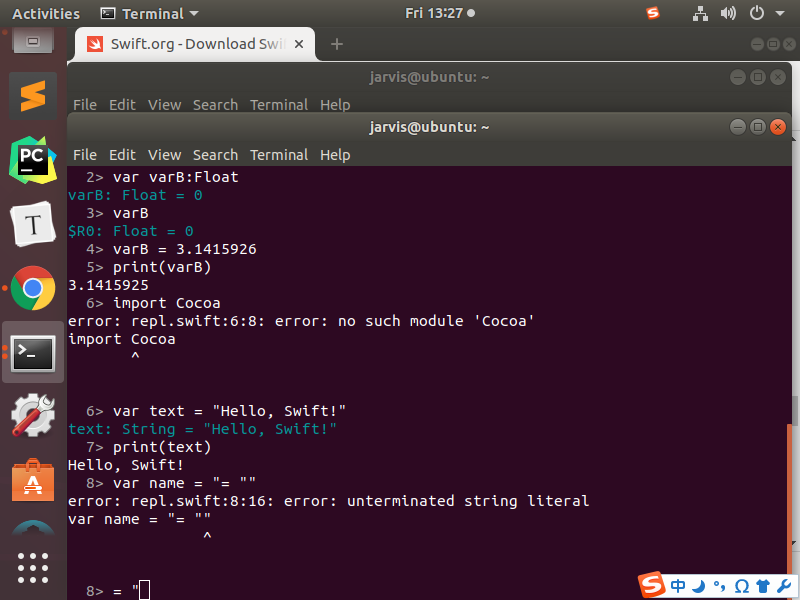 Activities Terminal Fri 13:27
Swift.org - Download Swi
jarvis@ubuntu: ~
File Edit View Search Terminal Help
jarvis@ubuntu: ~
File Edit View Search Terminal Help
2> var varB:Float
varB: Float = 0
3> varB
$R0: Float = 0
4> varB = 3.1415926
5> print(varB)
3.1415925
6> import Cocoa
error: repl.swift:6:8: error: no such module 'Cocoa'
import Cocoa
^
6> var text = "Hello, Swift!"
text: String = "Hello, Swift!"
7> print(text)
Hello, Swift!
8> var name = "= ""
error: repl.swift:8:16: error: unterminated string literal
var name = "= ""
^
8> = "
PC
T
>_
A
S 中 °, Ω